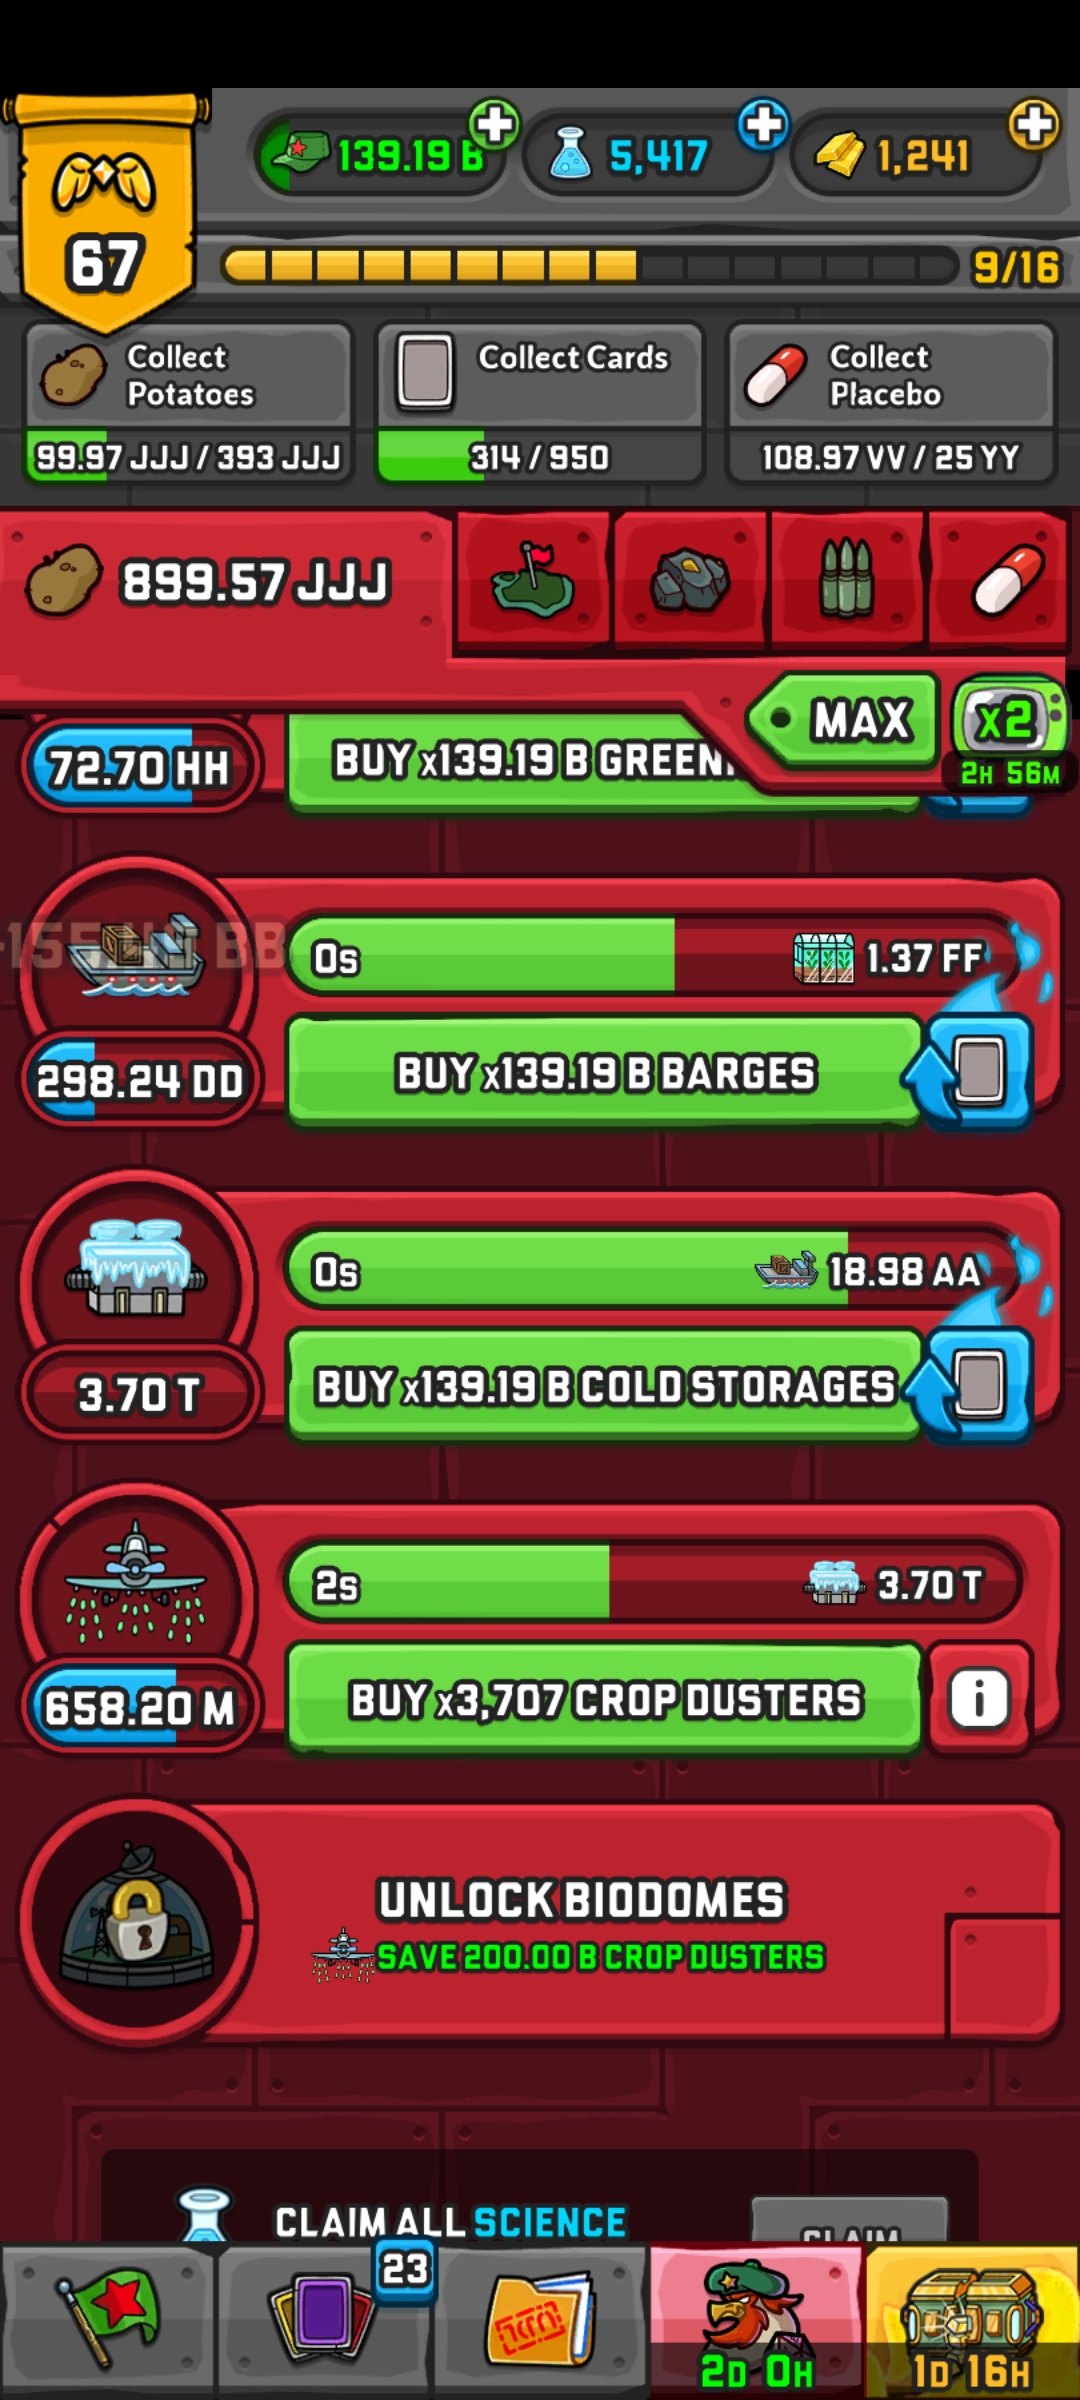 139.19 B
5,417
1,241
67
9/16
Collect
Potatoes
99.97 JJJ / 393 JJJ
Collect Cards
314 / 950
Collect
Placebo
108.97 VV / 25 YY
899.57 JJJ
MAX
x2
2H 56M
72.70 HH
BUY x139.19 B GREEN
0s
1.37 FF
298.24 DD
BUY x139.19 B BARGES
0s
18.98 AA
3.70 T
BUY x139.19 B COLD STORAGES
2s
3.70 T
658.20 M
BUY x3,707 CROP DUSTERS
i
UNLOCK BIODOMES
SAVE 200.00 B CROP DUSTERS
CLAIM ALL SCIENCE
CLAIM
23
2D 0H
1D 16H